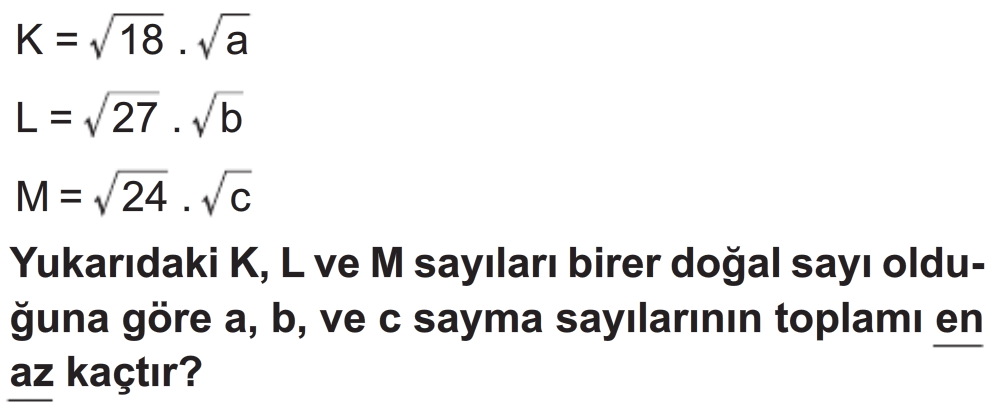 K = √18 . √a
L = √27 . √b
M = √24 . √c
Yukarıdaki K, L ve M sayıları birer doğal sayı oldu-
ğuna göre a, b, ve c sayma sayılarının toplamı en
az kaçtır?